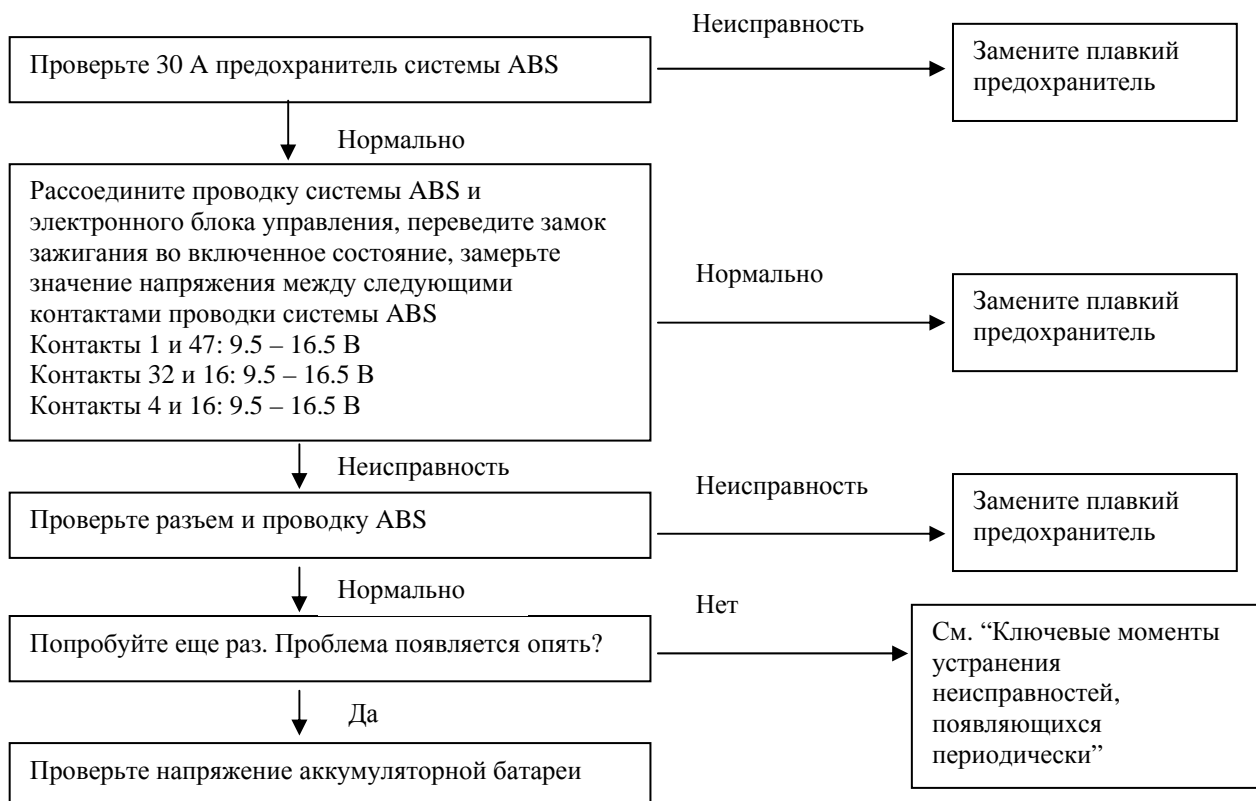 Неисправность
Проверьте 30 А предохранитель системы ABS
Замените плавкий
предохранитель
Нормально
Рассоедините проводку системы ABS и
электронного блока управления, переведите замок
зажигания во включенное состояние, замерьте
значение напряжения между следующими
контактами проводки системы ABS
Контакты 1 и 47: 9.5 – 16.5 В
Контакты 32 и 16: 9.5 – 16.5 В
Контакты 4 и 16: 9.5 – 16.5 В
Нормально
Замените плавкий
предохранитель
Неисправность
Проверьте разъем и проводку ABS
Неисправность
Замените плавкий
предохранитель
Нормально
Попробуйте еще раз. Проблема появляется опять?
Нет
См. “Ключевые моменты
устранения
неисправностей,
появляющихся
периодически”
Да
Проверьте напряжение аккумуляторной батареи